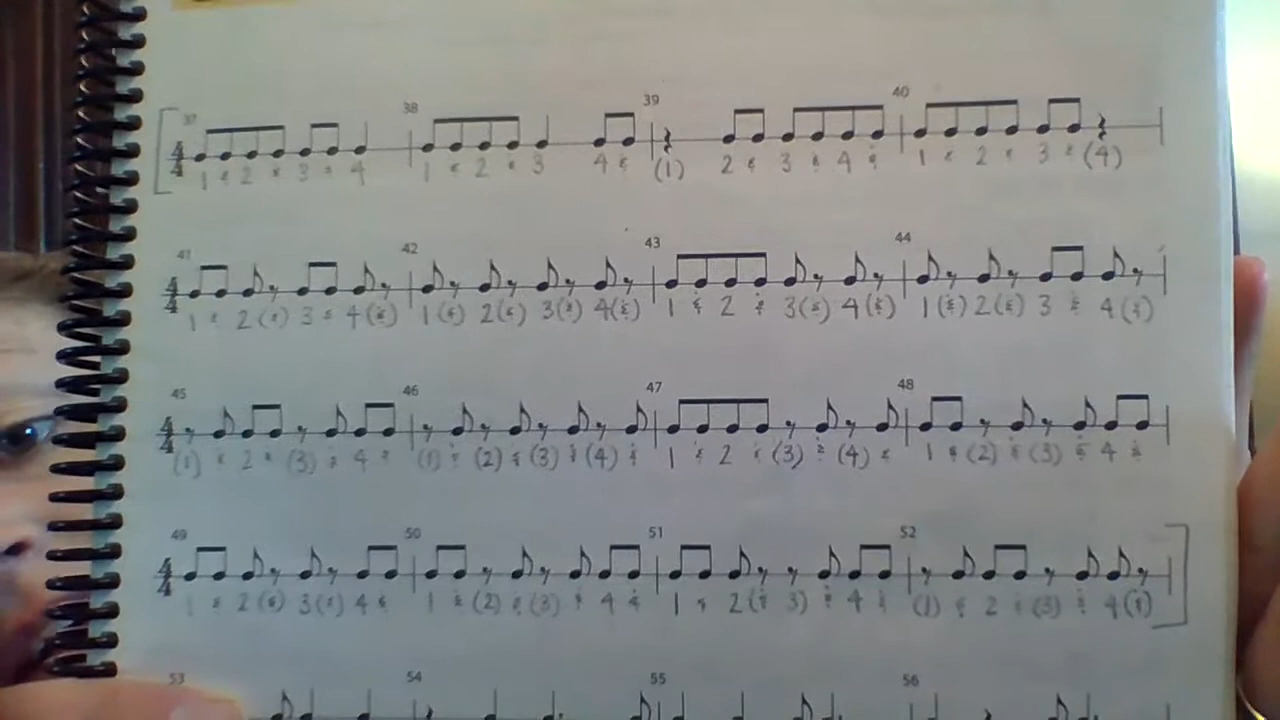 37 38 39 40
4/4
1 & 2 & 3 & 4 1 & 2 & 3 4 & (1) 2 & 3 & 4 & 1 & 2 & 3 & (4)
41 42 43 44
4/4
1 & 2 (&) 3 & 4 (&) 1 (&) 2 (&) 3 (&) 4 (&) 1 & 2 & 3 (&) 4 (&) 1 (&) 2 (&) 3 & 4 (&)
45 46 47 48
4/4
(1) & 2 & (3) & 4 & (1) & (2) & (3) & (4) & 1 & 2 & (3) & (4) & 1 & (2) & (3) & 4 &
49 50 51 52
4/4
1 & 2 (&) 3 (&) 4 & 1 & (2) & (3) & 4 & 1 & 2 (& 3) & 4 & (1) & 2 & (3) & 4 (&)
53 54 55 56